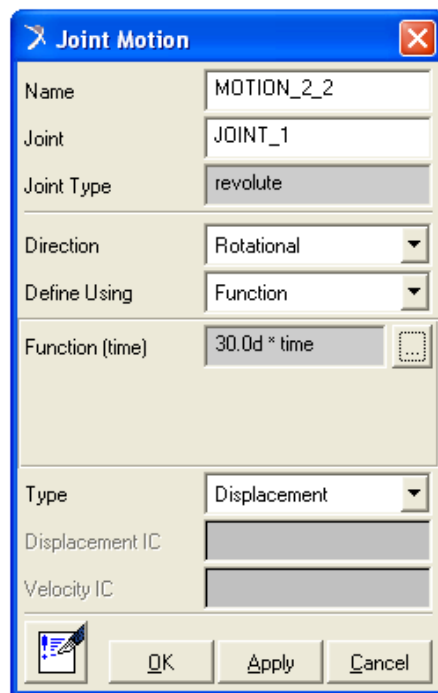 Joint Motion
Name MOTION_2_2
Joint JOINT_1
Joint Type revolute
Direction Rotational
Define Using Function
Function (time) 30.0d * time ...
Type Displacement
Displacement IC
Velocity IC
OK Apply Cancel